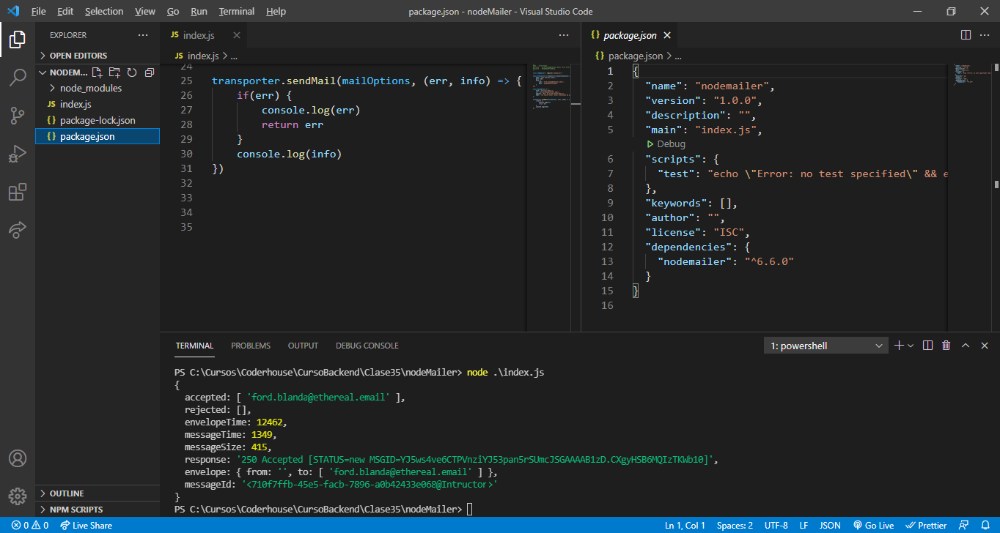 File Edit Selection View Go Run Terminal Help package.json - nodeMailer - Visual Studio Code
EXPLORER ...
OPEN EDITORS
NODEM...
node_modules
JS index.js
{} package-lock.json
{} package.json
OUTLINE
NPM SCRIPTS
JS index.js ...
JS index.js > ...
24
25 transporter.sendMail(mailOptions, (err, info) => {
26 if(err) {
27 console.log(err)
28 return err
29 }
30 console.log(info)
31 })
32
33
34
35
{} package.json ...
{} package.json > ...
1 {
2 "name": "nodemailer",
3 "version": "1.0.0",
4 "description": "",
5 "main": "index.js",
Debug
6 "scripts": {
7 "test": "echo \"Error: no test specified\" && e
8 },
9 "keywords": [],
10 "author": "",
11 "license": "ISC",
12 "dependencies": {
13 "nodemailer": "^6.6.0"
14 }
15 }
16
TERMINAL PROBLEMS OUTPUT DEBUG CONSOLE 1: powershell
PS C:\Cursos\Coderhouse\CursoBackend\Clase35\nodeMailer> node .\index.js
{
accepted: [ 'ford.blanda@ethereal.email' ],
rejected: [],
envelopeTime: 12462,
messageTime: 1349,
messageSize: 415,
response: '250 Accepted [STATUS=new MSGID=YJ5ws4ve6CTPVnziYJ53pan5rSUmcJSGAAAAB1zD.CXgyHSB6MQIzTKWb10]',
envelope: { from: '', to: [ 'ford.blanda@ethereal.email' ] },
messageId: '<710f7ffb-45e5-facb-7896-a0b42433e068@Intructor>'
}
PS C:\Cursos\Coderhouse\CursoBackend\Clase35\nodeMailer>
0 0 Live Share Ln 1, Col 1 Spaces: 2 UTF-8 LF JSON Go Live Prettier